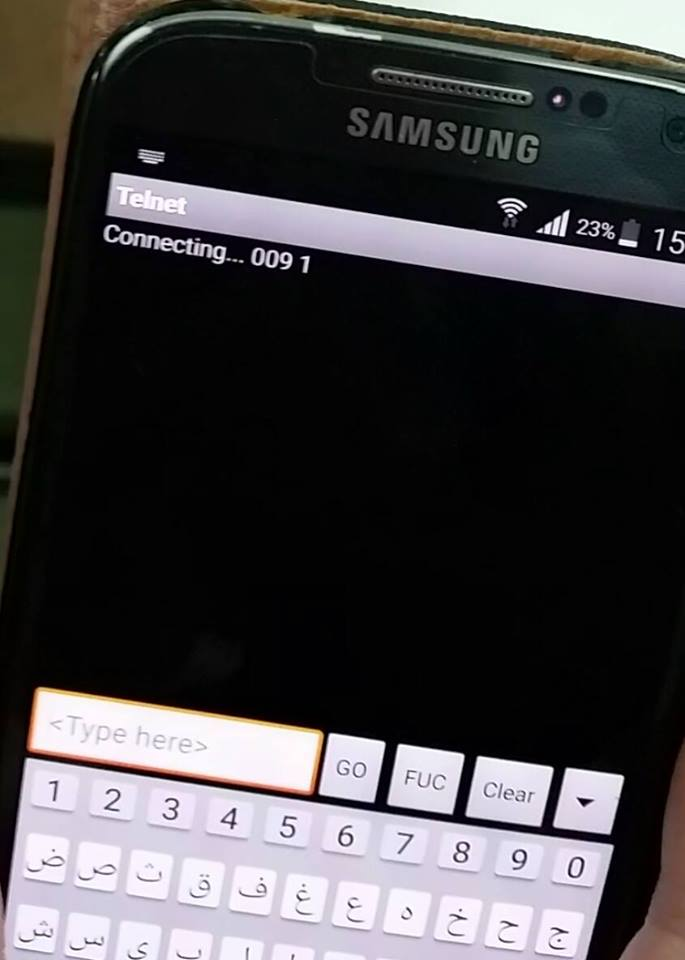 SAMSUNG
23% 15
Telnet
Connecting... 009 1
<Type here> GO FUC Clear
1 2 3 4 5 6 7 8 9 0
ض ص ث ق ف غ ع ه خ ح ج
ش س ي ب ا